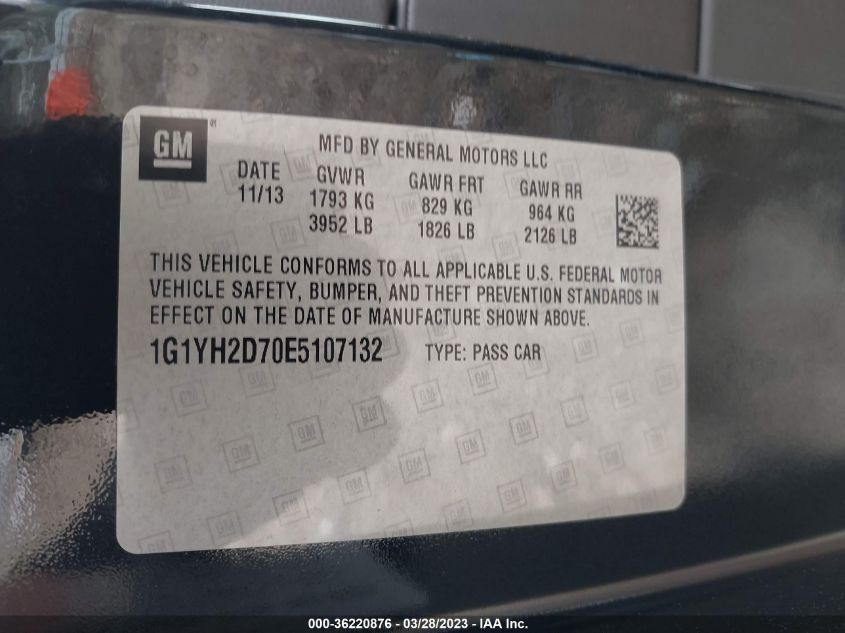 GM
MFD BY GENERAL MOTORS LLC
DATE GVWR GAWR FRT GAWR RR
11/13 1793 KG 829 KG 964 KG
3952 LB 1826 LB 2126 LB
THIS VEHICLE CONFORMS TO ALL APPLICABLE U.S. FEDERAL MOTOR
VEHICLE SAFETY, BUMPER, AND THEFT PREVENTION STANDARDS IN
EFFECT ON THE DATE OF MANUFACTURE SHOWN ABOVE.
1G1YH2D70E5107132 TYPE: PASS CAR
000-36220876 - 03/28/2023 - IAA Inc.